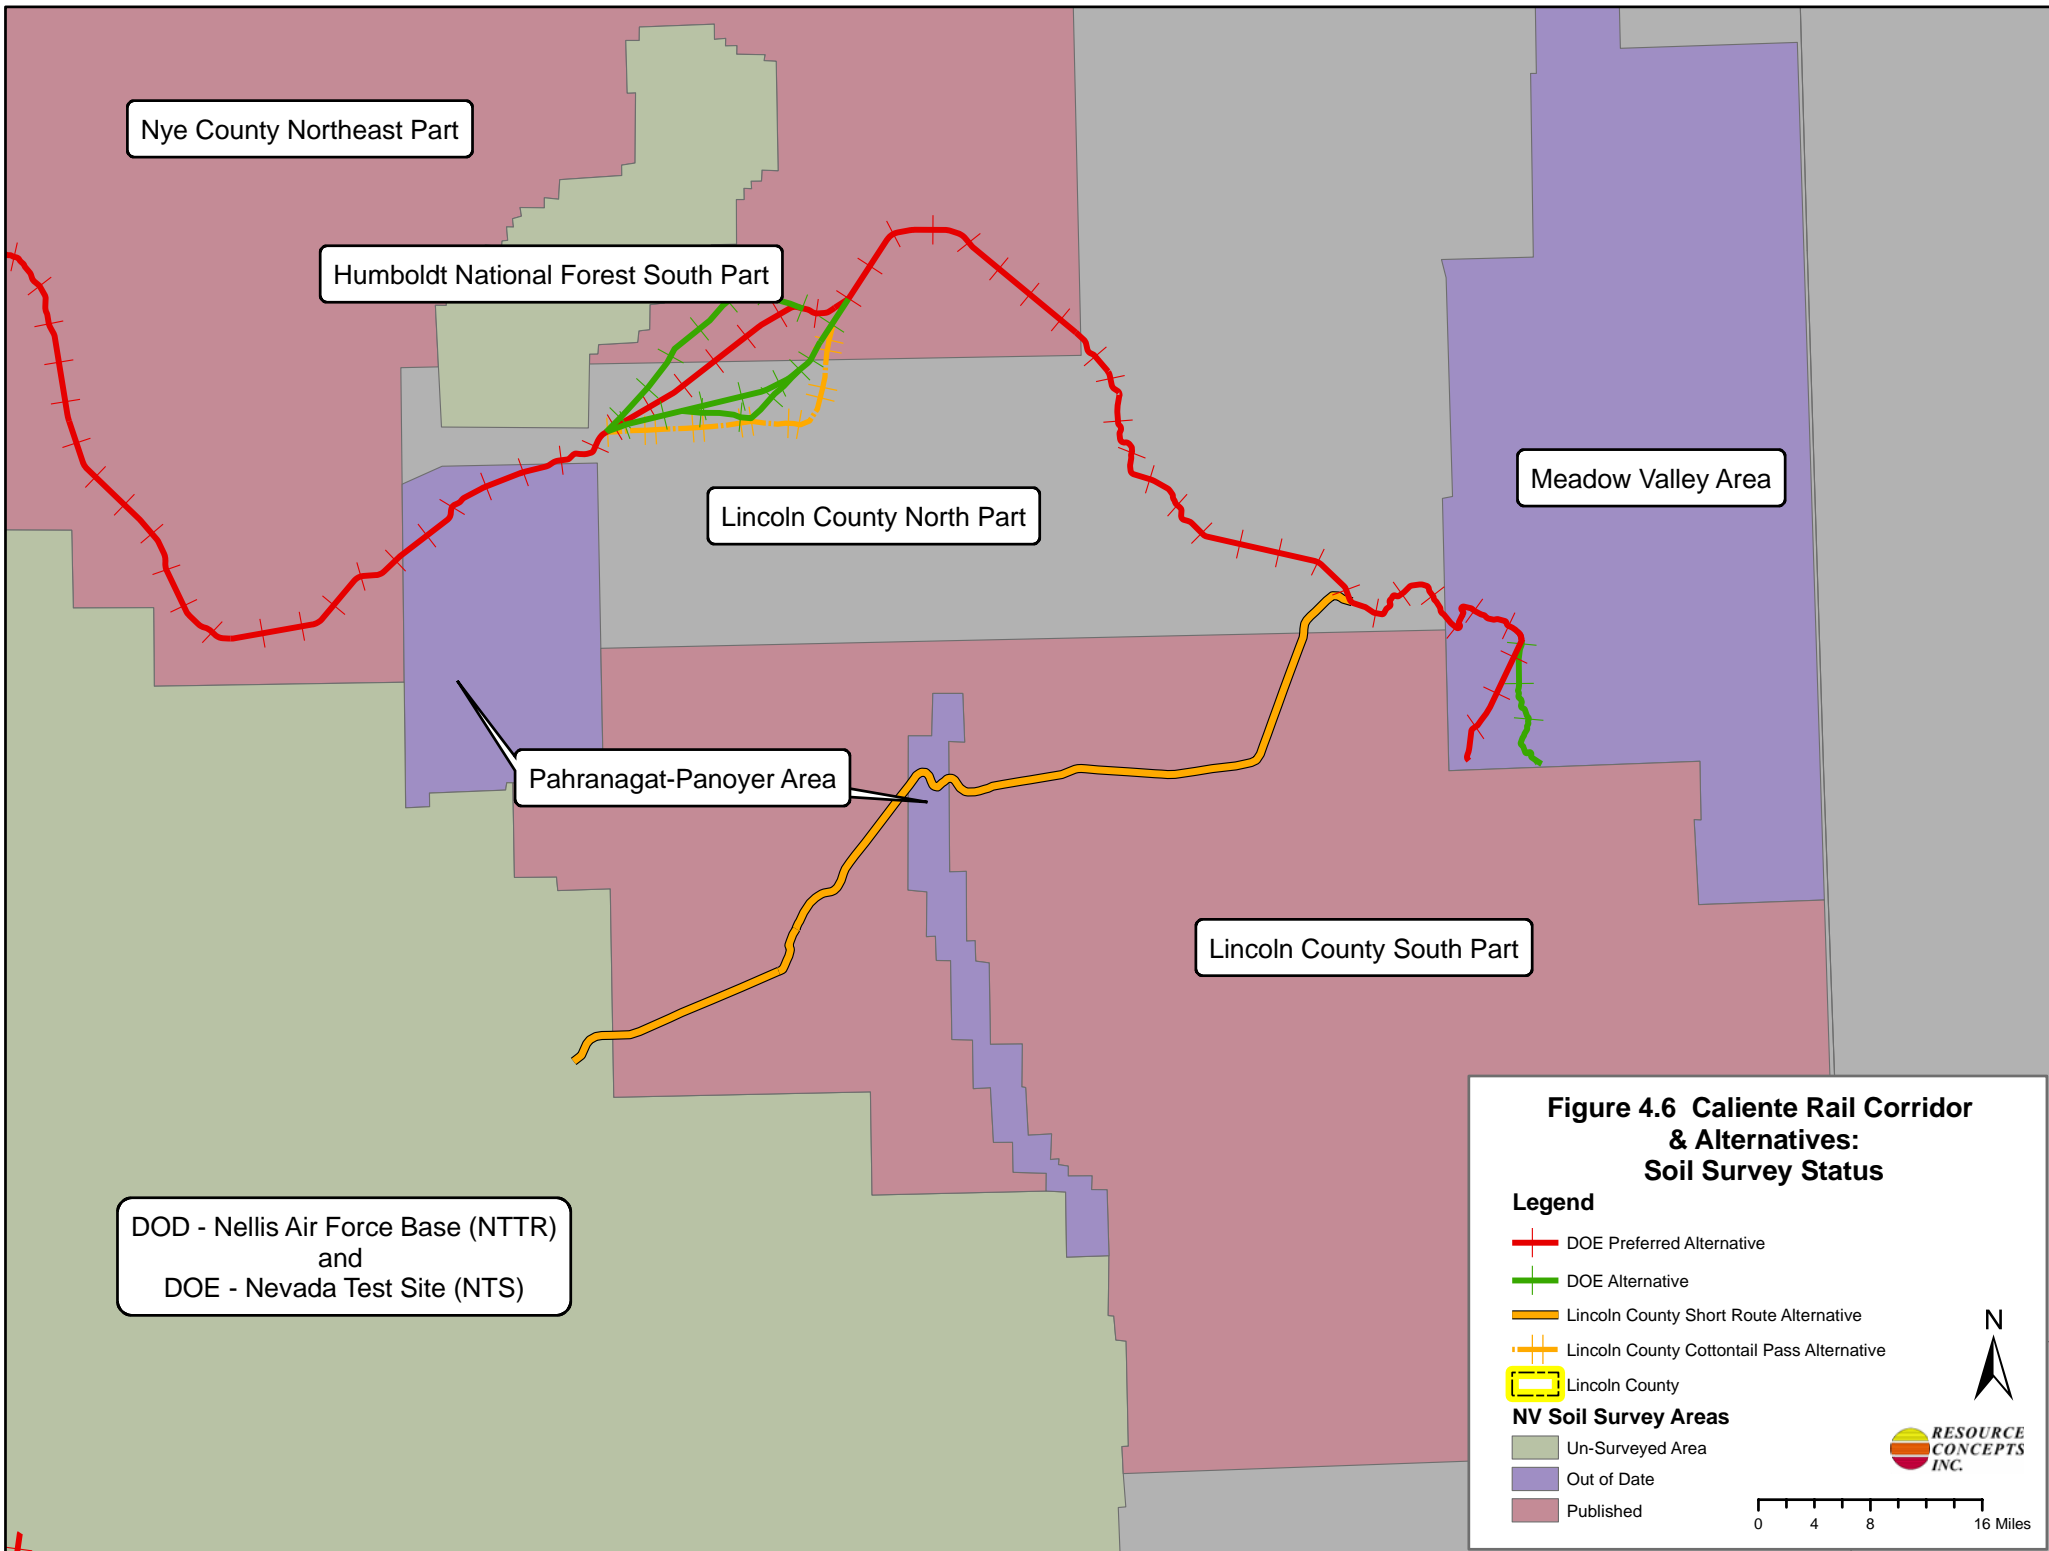 Nye County Northeast Part
Humboldt National Forest South Part
Meadow Valley Area
Lincoln County North Part
Pahranagat-Panoyer Area
Lincoln County South Part
DOD - Nellis Air Force Base (NTTR)
and
DOE - Nevada Test Site (NTS)
Figure 4.6 Caliente Rail Corridor
& Alternatives:
Soil Survey Status
Legend
DOE Preferred Alternative
DOE Alternative
Lincoln County Short Route Alternative
Lincoln County Cottontail Pass Alternative
Lincoln County
NV Soil Survey Areas
Un-Surveyed Area
Out of Date
Published
N
RESOURCE
CONCEPTS
INC.
0 4 8 16 Miles